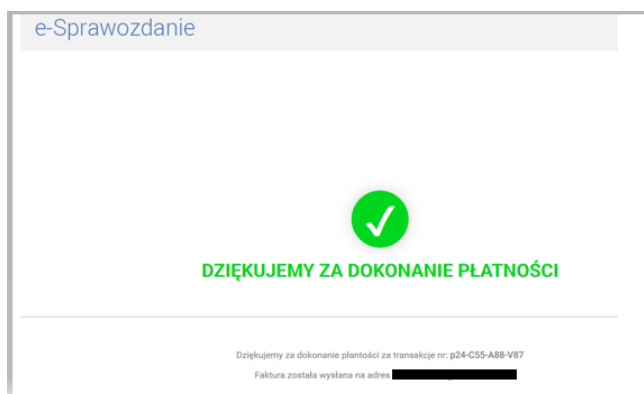 e-Sprawozdanie
DZIĘKUJEMY ZA DOKONANIE PŁATNOŚCI
Dziękujemy za dokonanie płantości za transakcje nr: p24-C55-A88-V87
Faktura została wysłana na adres